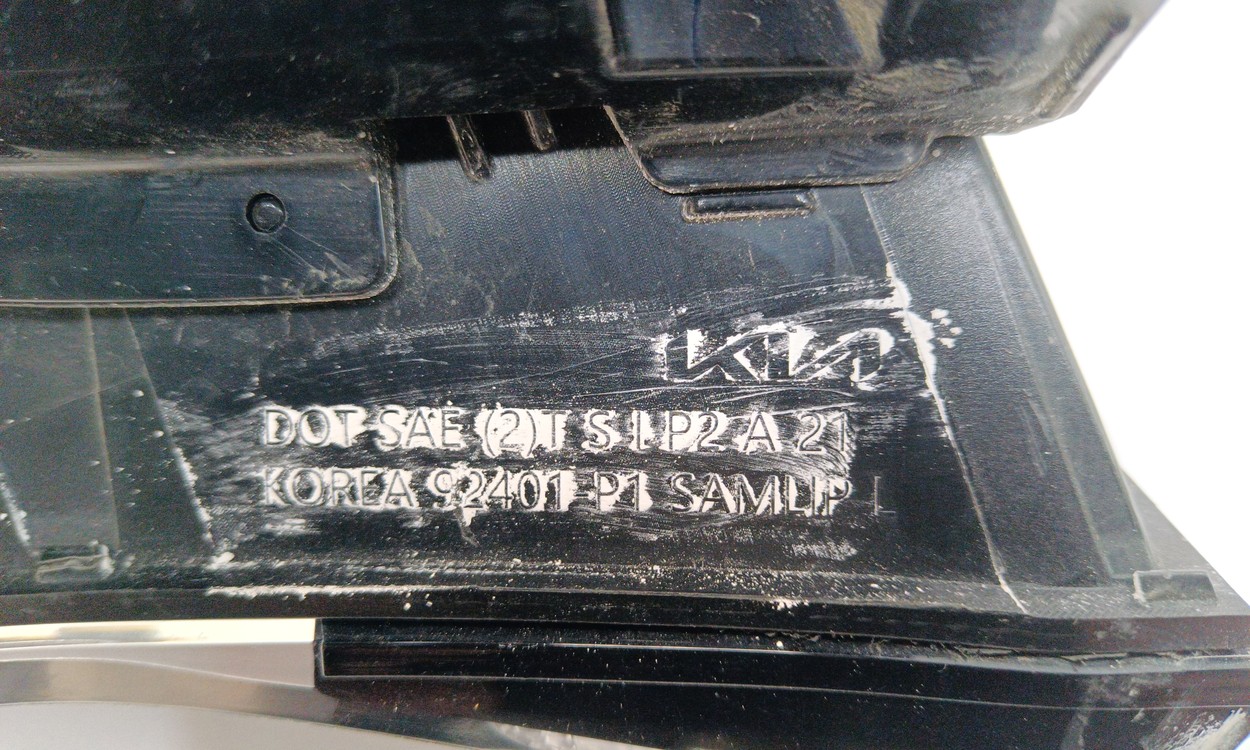 KIA
DOT SAE (2)T S I P2 A 21
KOREA 92401-P1 SAMLIP L